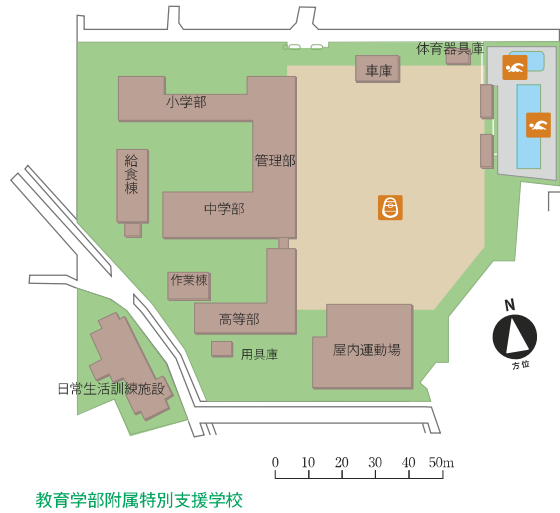 体育器具庫
車庫
小学部
給食棟
管理部
中学部
作業棟
高等部
用具庫
屋内運動場
日常生活訓練施設
N
方位
0 10 20 30 40 50m
教育学部附属特別支援学校